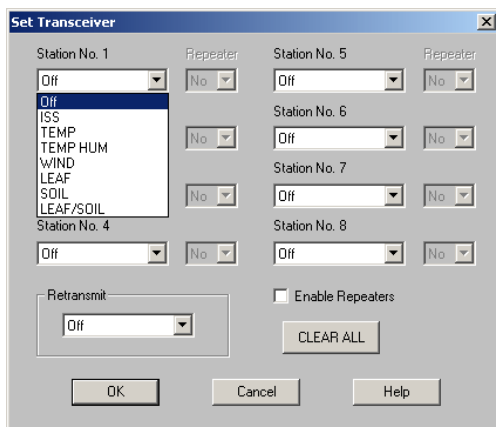 Set Transceiver
Station No. 1 Repeater Station No. 5 Repeater
Off No Off No
Off
ISS
TEMP
TEMP HUM
WIND
LEAF
SOIL
LEAF/SOIL
No
Station No. 6
Off No
Station No. 7
No Off No
Station No. 4 Station No. 8
Off No Off No
Retransmit
Off
Enable Repeaters
CLEAR ALL
OK Cancel Help